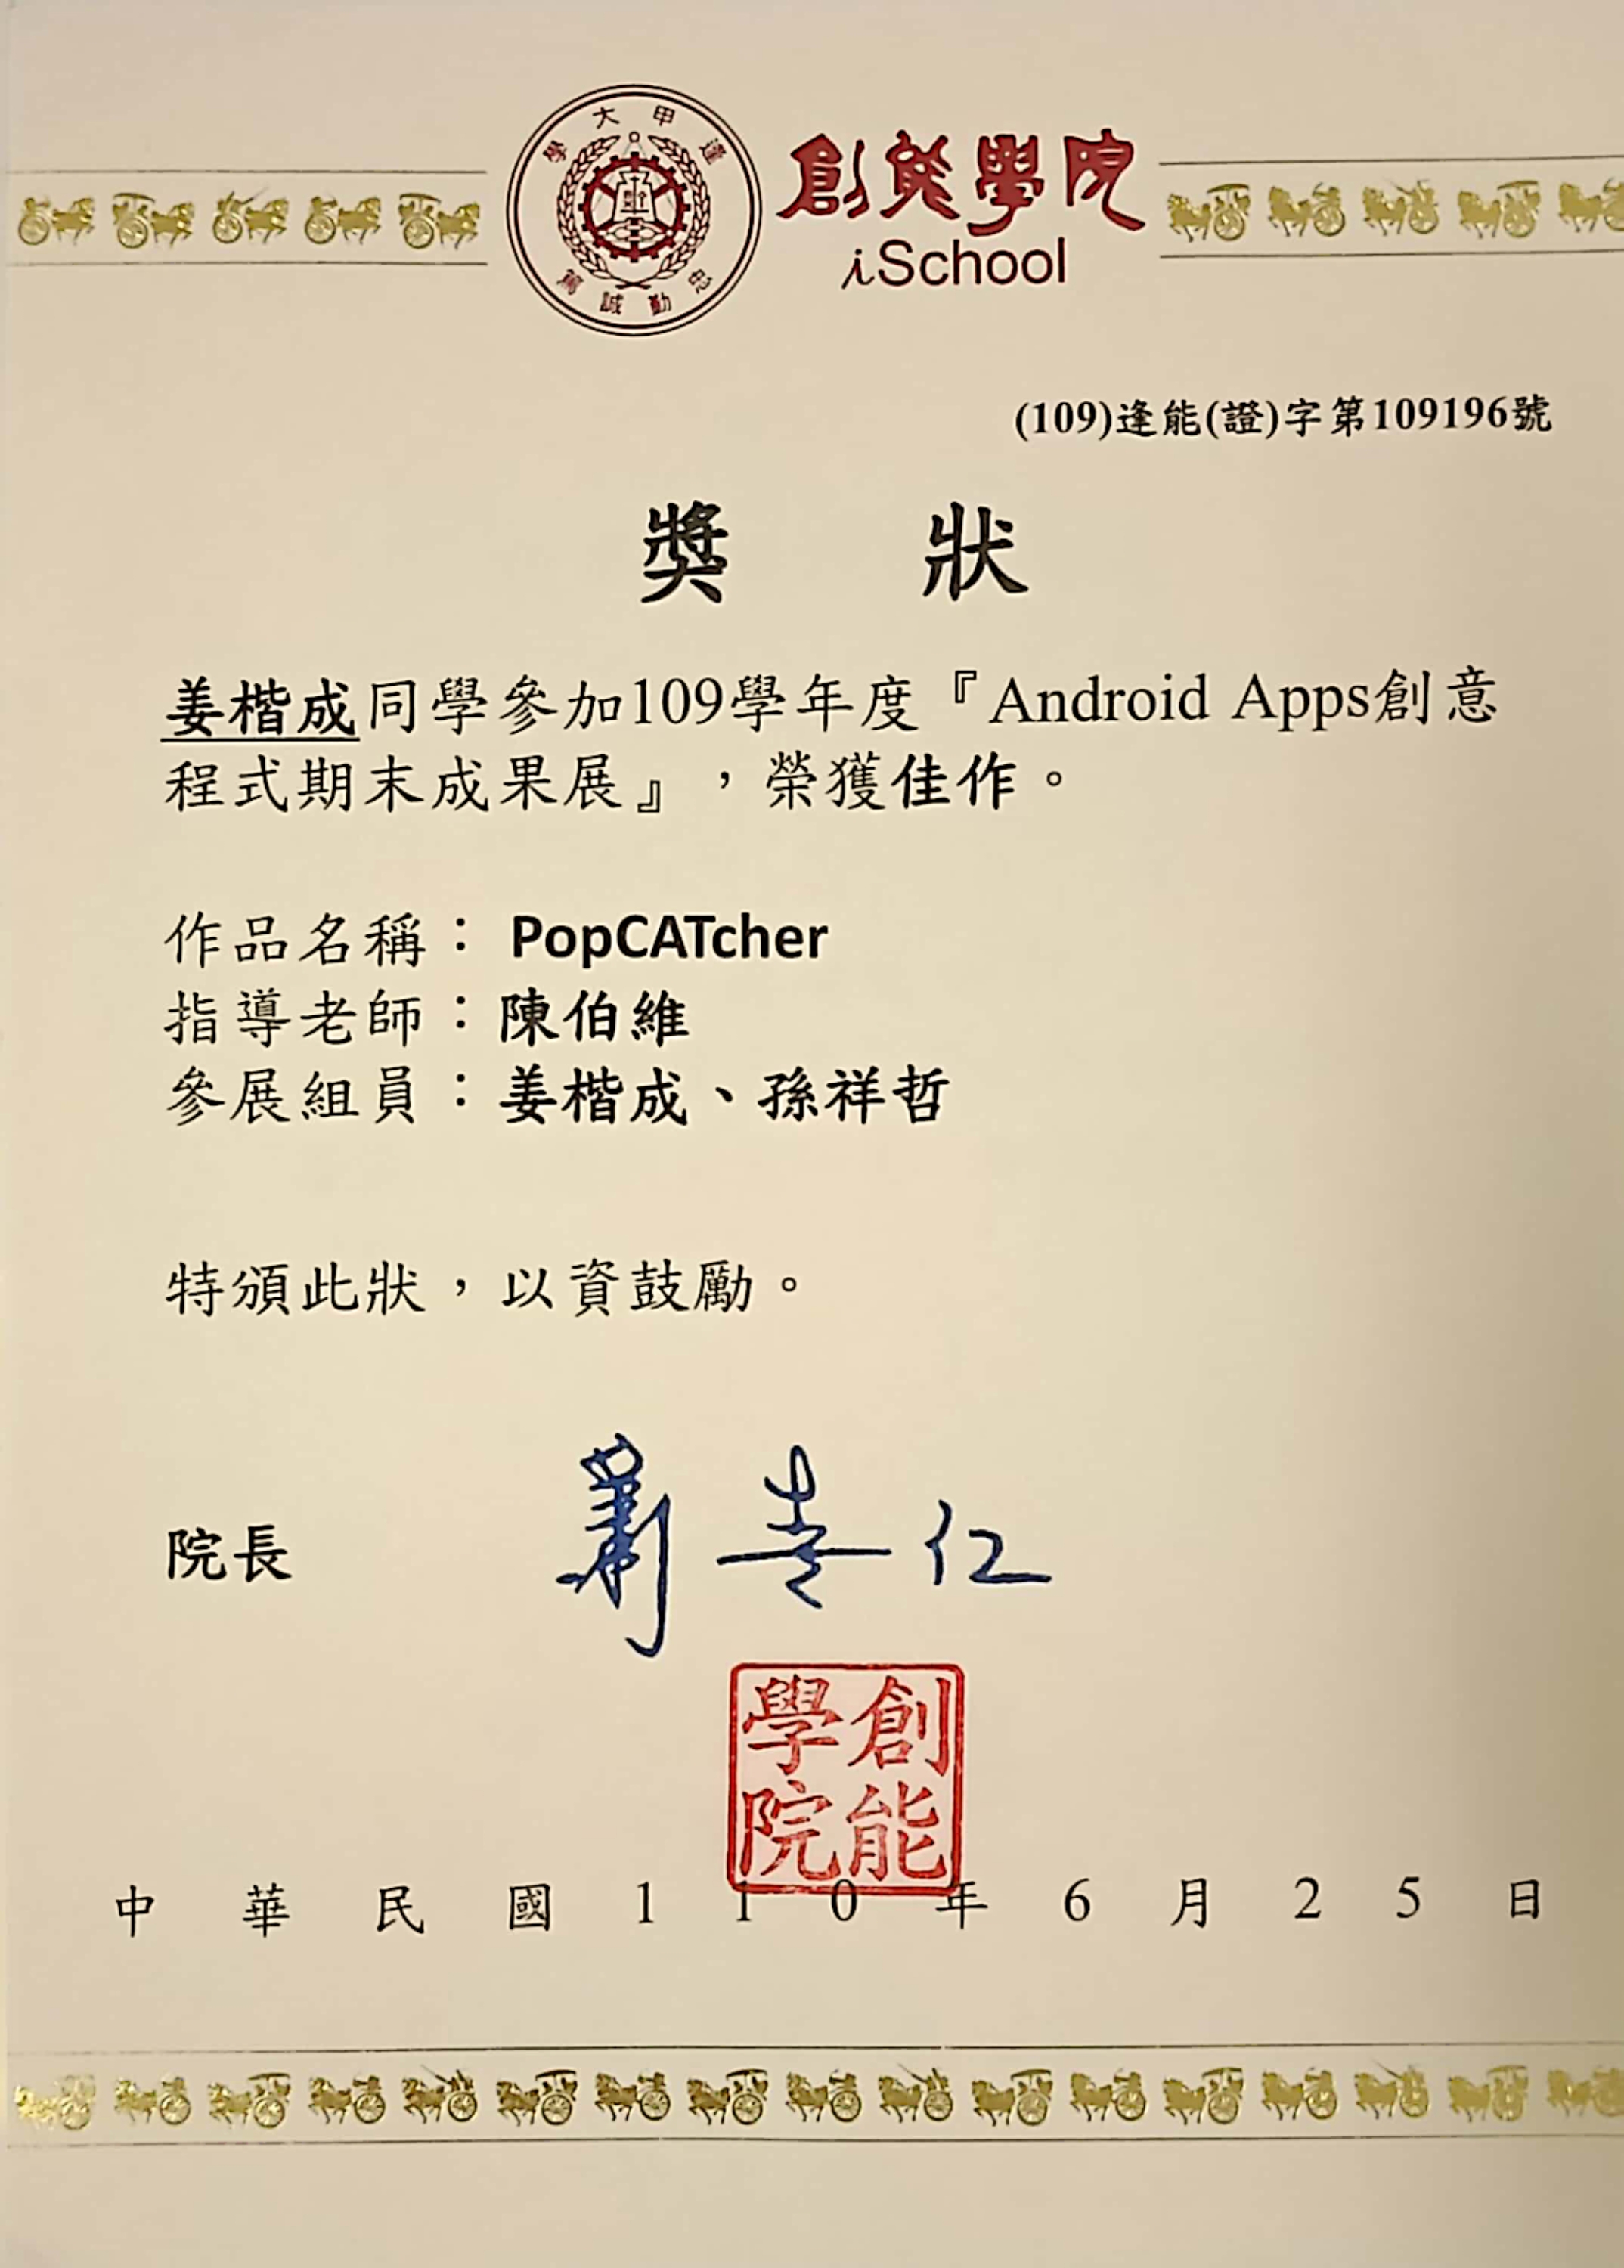 逢甲大學
忠勤誠篤
創能學院
iSchool
(109)逢能(證)字第109196號
獎 狀
姜楷成同學參加109學年度『Android Apps創意
程式期末成果展』，榮獲佳作。
作品名稱： PopCATcher
指導老師：陳伯維
參展組員：姜楷成、孫祥哲
特頒此狀，以資鼓勵。
院長
創能
學院
中 華 民 國 1 1 0 年 6 月 2 5 日